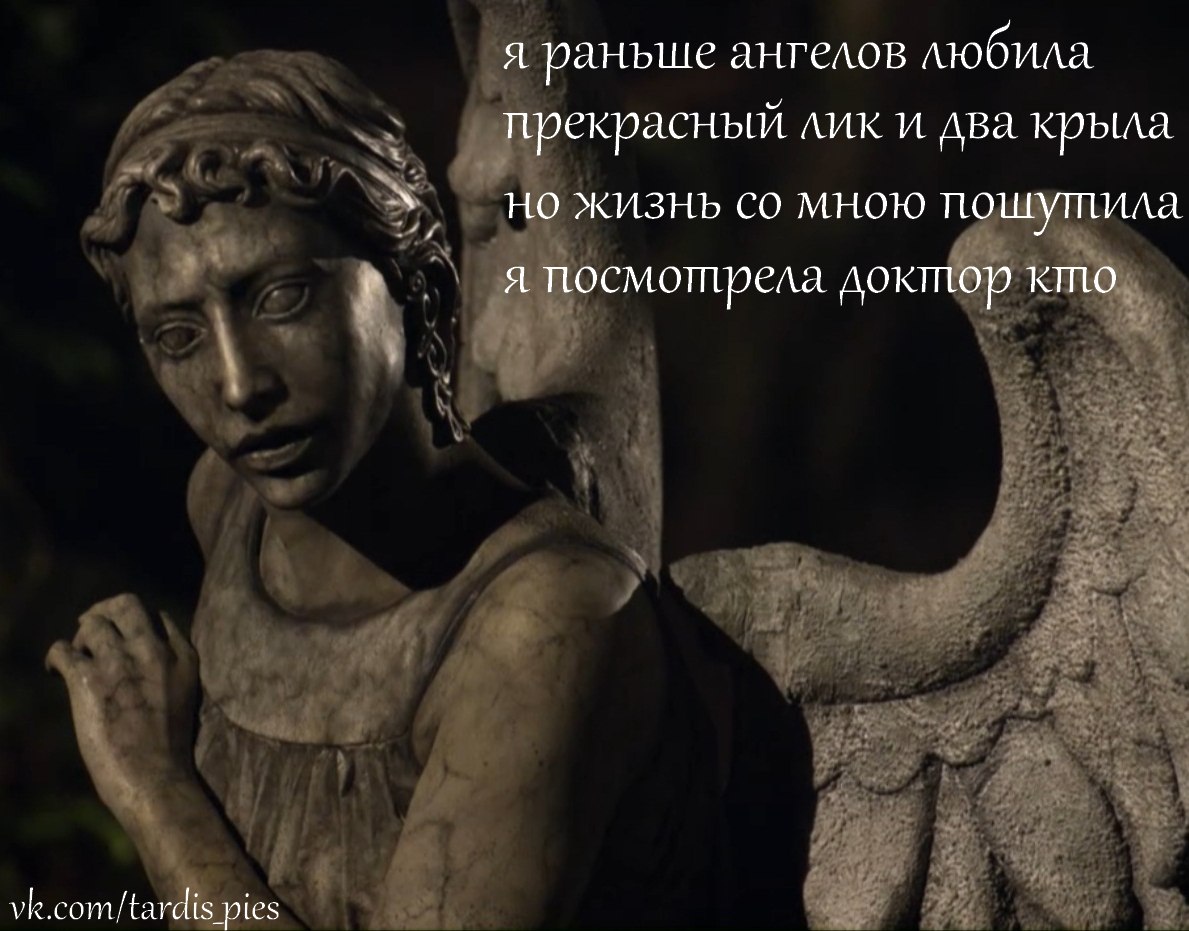 я раньше ангелов любила
прекрасный лик и два крыла
но жизнь со мною пошутила
я посмотрела доктор кто
vk.com/tardis_pies